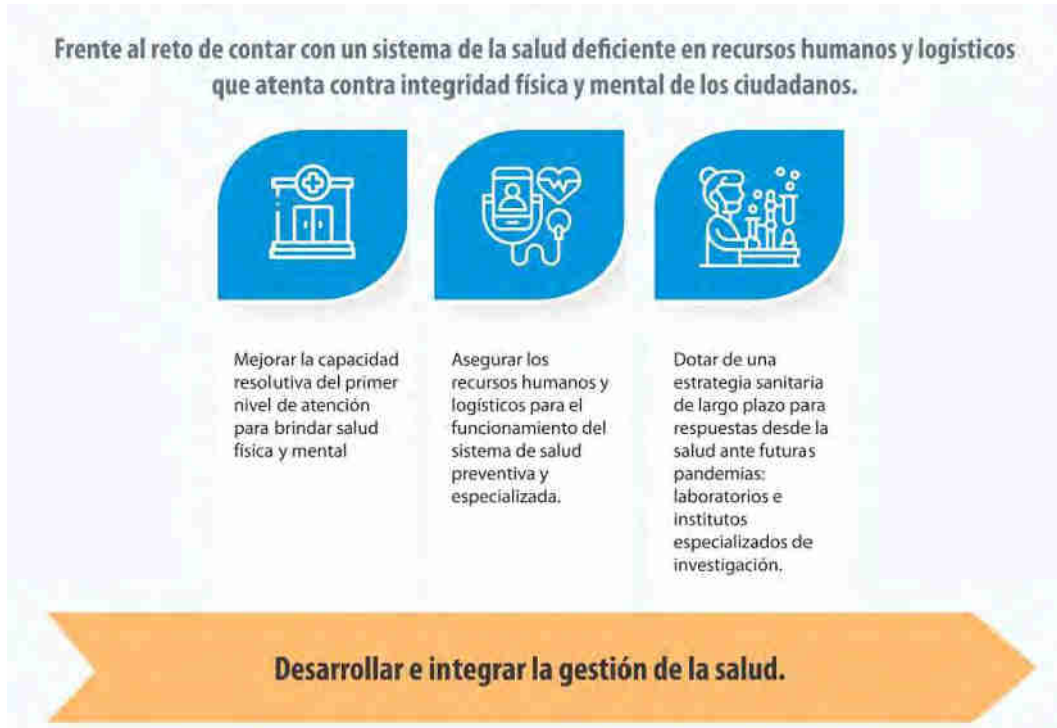 Frente al reto de contar con un sistema de la salud deficiente en recursos humanos y logísticos
que atenta contra integridad física y mental de los ciudadanos.
Mejorar la capacidad
resolutiva del primer
nivel de atención
para brindar salud
física y mental
Asegurar los
recursos humanos y
logísticos para el
funcionamiento del
sistema de salud
preventiva y
especializada.
Dotar de una
estrategia sanitaria
de largo plazo para
respuestas desde la
salud ante futuras
pandemias:
laboratorios e
institutos
especializados de
investigación.
Desarrollar e integrar la gestión de la salud.